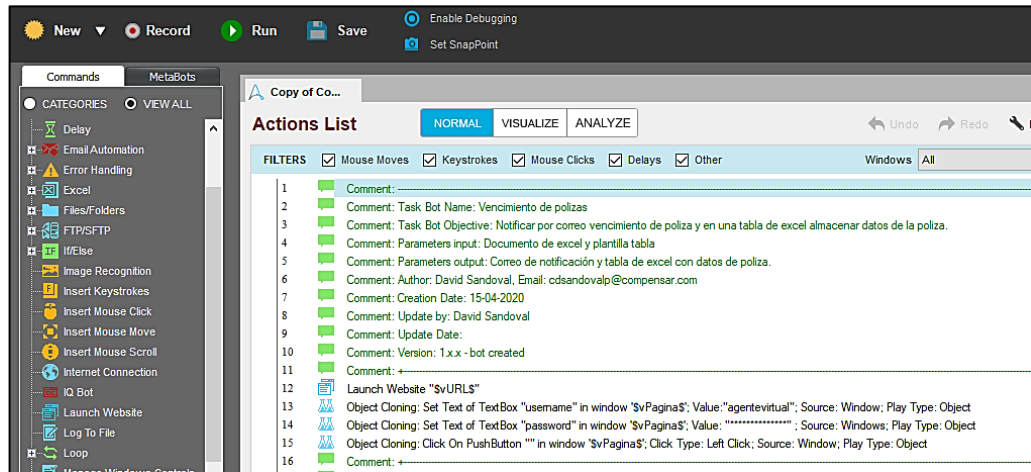 New
Record
Run
Save
Enable Debugging
Set SnapPoint
Commands
MetaBots
CATEGORIES
VIEW ALL
Delay
Email Automation
Error Handling
Excel
Files/Folders
FTP/SFTP
IF If/Else
Image Recognition
Insert Keystrokes
Insert Mouse Click
Insert Mouse Move
Insert Mouse Scroll
Internet Connection
IQ Bot
Launch Website
Log To File
Loop
Manage Windows Controls
Copy of Co...
Actions List
NORMAL
VISUALIZE
ANALYZE
Undo
Redo
FILTERS
Mouse Moves
Keystrokes
Mouse Clicks
Delays
Other
Windows
All
1 Comment: ----------------------------------------
2 Comment: Task Bot Name: Vencimiento de polizas
3 Comment: Task Bot Objective: Notificar por correo vencimiento de poliza y en una tabla de excel almacenar datos de la poliza.
4 Comment: Parameters input: Documento de excel y plantilla tabla
5 Comment: Parameters output: Correo de notificación y tabla de excel con datos de poliza.
6 Comment: Author: David Sandoval, Email: cdsandovalp@compensar.com
7 Comment: Creation Date: 15-04-2020
8 Comment: Update by: David Sandoval
9 Comment: Update Date:
10 Comment: Version: 1.x.x - bot created
11 Comment: +----------------------------------------
12 Launch Website "$vURL$"
13 Object Cloning: Set Text of TextBox "username" in window '$vPagina$'; Value:"agentevirtual"; Source: Window; Play Type: Object
14 Object Cloning: Set Text of TextBox "password" in window '$vPagina$'; Value: "**************" ; Source: Windows; Play Type: Object
15 Object Cloning: Click On PushButton "" in window '$vPagina$'; Click Type: Left Click; Source: Window; Play Type: Object
16 Comment: +----------------------------------------